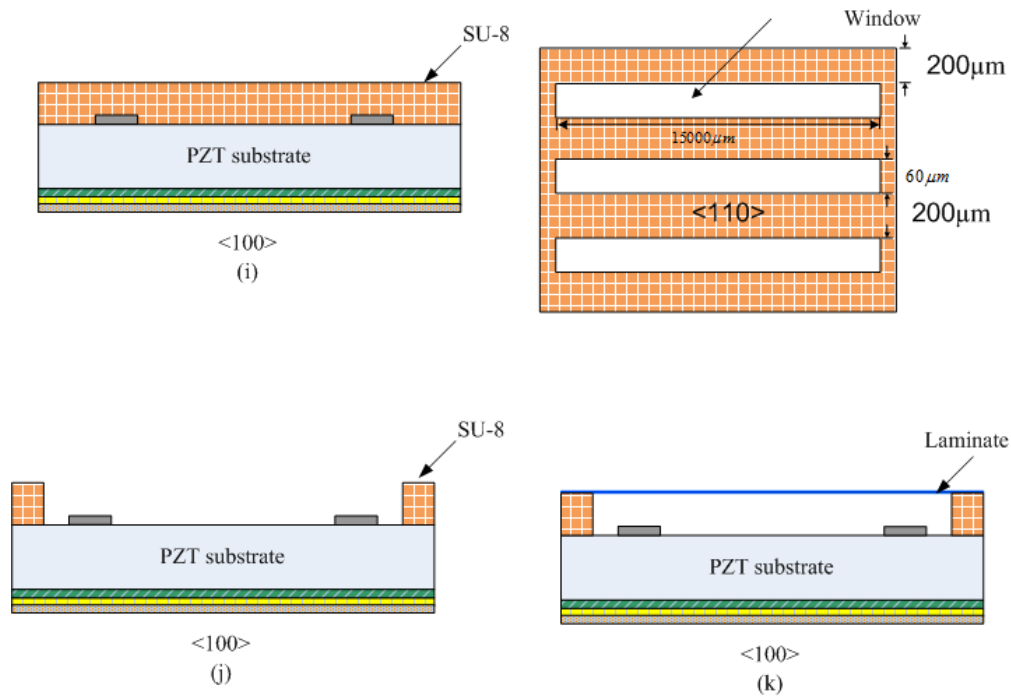 SU-8
PZT substrate
<100>
(i)
Window
200µm
15000µm
60µm
<110>
200µm
SU-8
PZT substrate
<100>
(j)
Laminate
PZT substrate
<100>
(k)